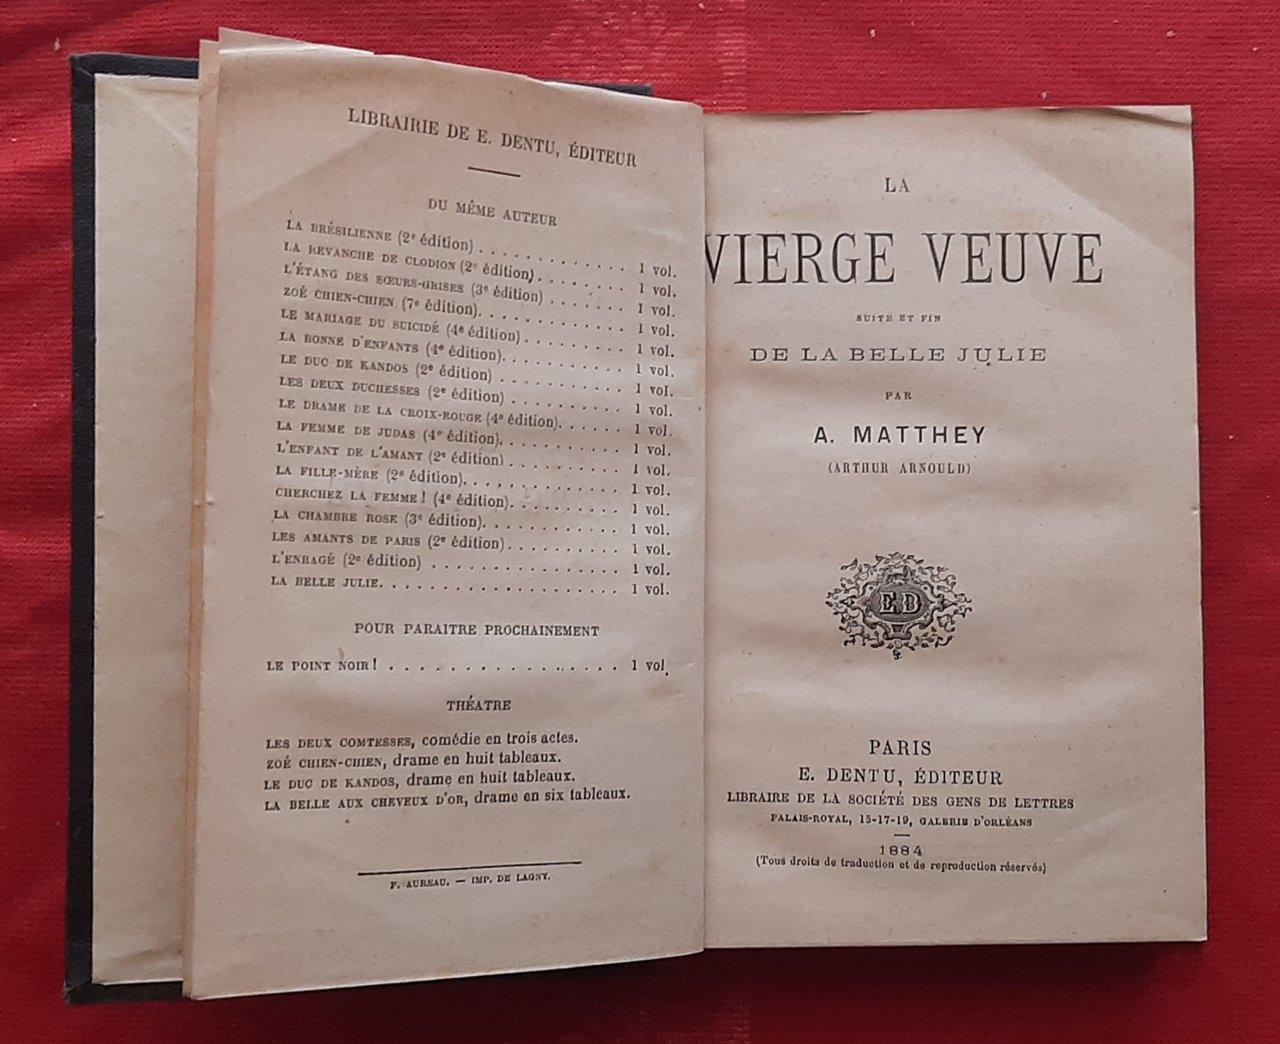 LIBRAIRIE DE E. DENTU, ÉDITEUR
DU MÊME AUTEUR
LA BRÉSILIENNE (2e édition) . . . . . . . . . . . . . 1 vol.
LA REVANCHE DE CLODION (2e édition) . . . . . . . . 1 vol.
L'ÉTANG DES SŒURS-GRISES (3e édition) . . . . . . . 1 vol.
ZOÉ CHIEN-CHIEN (7e édition). . . . . . . . . . . . . 1 vol.
LE MARIAGE DU SUICIDÉ (4e édition) . . . . . . . . . 1 vol.
LA BONNE D'ENFANTS (4e édition). . . . . . . . . . . 1 vol.
LE DUC DE KANDOS (2e édition) . . . . . . . . . . . . 1 vol.
LES DEUX DUCHESSES (2e édition) . . . . . . . . . . . 1 vol.
LE DRAME DE LA CROIX-ROUGE (4e édition). . . . . . . 1 vol.
LA FEMME DE JUDAS (4e édition). . . . . . . . . . . . 1 vol.
L'ENFANT DE L'AMANT (2e édition) . . . . . . . . . . 1 vol.
LA FILLE-MÈRE (2e édition). . . . . . . . . . . . . . 1 vol.
CHERCHEZ LA FEMME! (4e édition). . . . . . . . . . . 1 vol.
LA CHAMBRE ROSE (3e édition). . . . . . . . . . . . . 1 vol.
LES AMANTS DE PARIS (2e édition). . . . . . . . . . . 1 vol.
L'ENRAGÉ (2e édition) . . . . . . . . . . . . . . . . 1 vol.
LA BELLE JULIE. . . . . . . . . . . . . . . . . . . . 1 vol.
POUR PARAITRE PROCHAINEMENT
LE POINT NOIR! . . . . . . . . . . . . . . . . 1 vol.
THÉATRE
LES DEUX COMTESSES, comédie en trois actes.
ZOÉ CHIEN-CHIEN, drame en huit tableaux.
LE DUC DE KANDOS, drame en huit tableaux.
LA BELLE AUX CHEVEUX D'OR, drame en six tableaux.
F. AUREAU. — IMP. DE LAGNY.
LA
VIERGE VEUVE
SUITE ET FIN
DE LA BELLE JULIE
PAR
A. MATTHEY
(ARTHUR ARNOULD)
ED
PARIS
E. DENTU, ÉDITEUR
LIBRAIRE DE LA SOCIÉTÉ DES GENS DE LETTRES
PALAIS-ROYAL, 15-17-19, GALERIE D'ORLÉANS
1884
(Tous droits de traduction et de reproduction réservés)